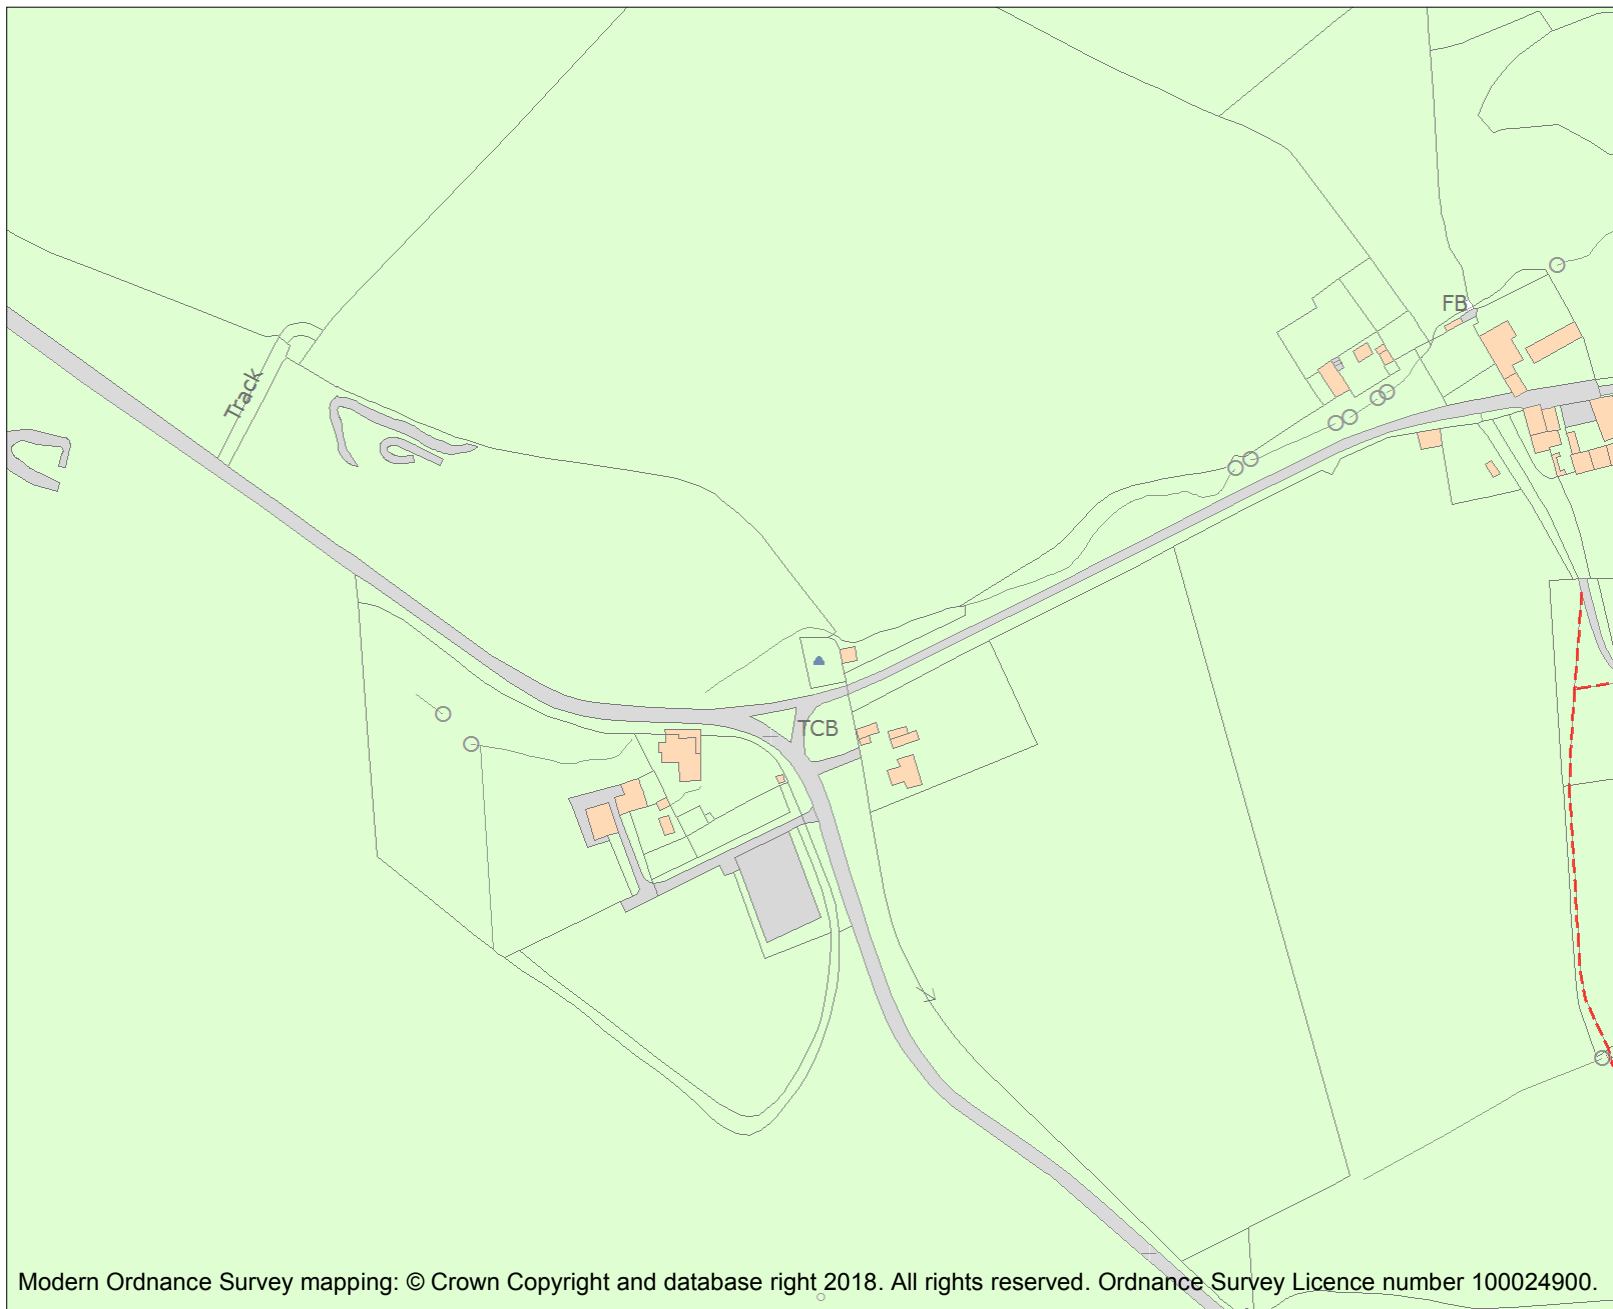 FB
Track
TCB
Modern Ordnance Survey mapping: © Crown Copyright and database right 2018. All rights reserved. Ordnance Survey Licence number 100024900.